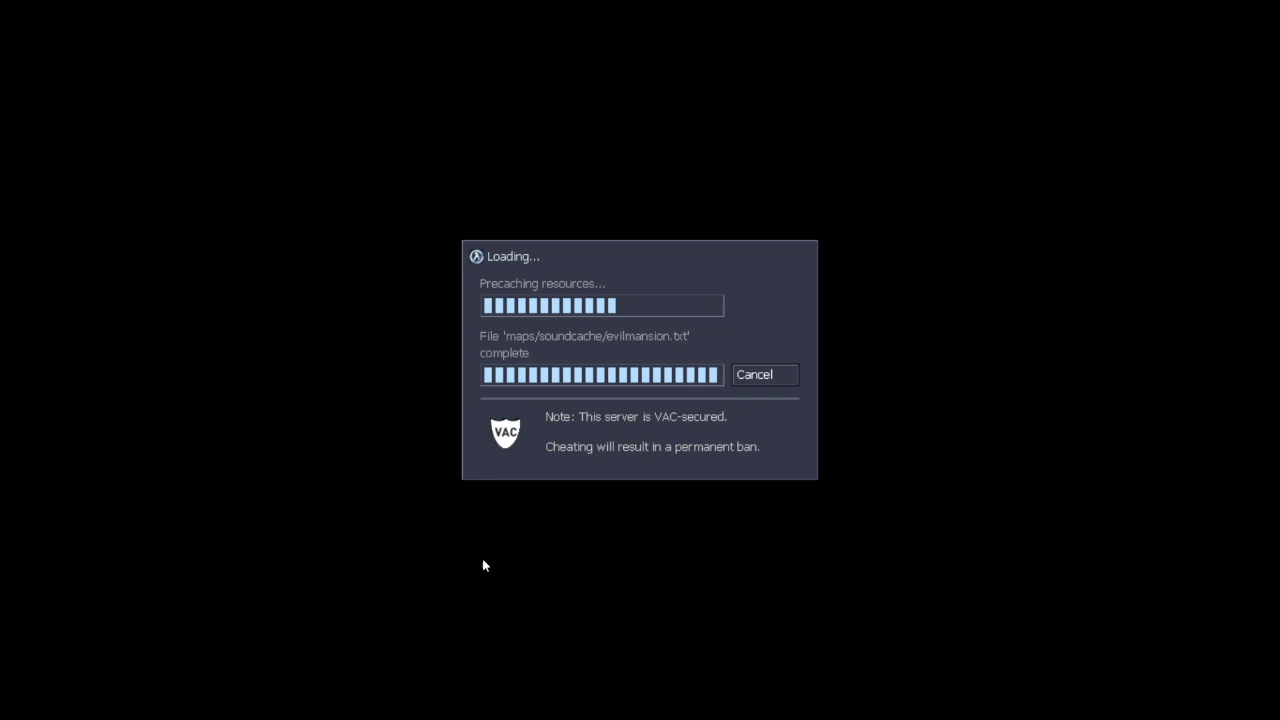 Loading...
Precaching resources...
File 'maps/soundcache/evilmansion.txt'
complete
Cancel
Note: This server is VAC-secured.
VAC
Cheating will result in a permanent ban.